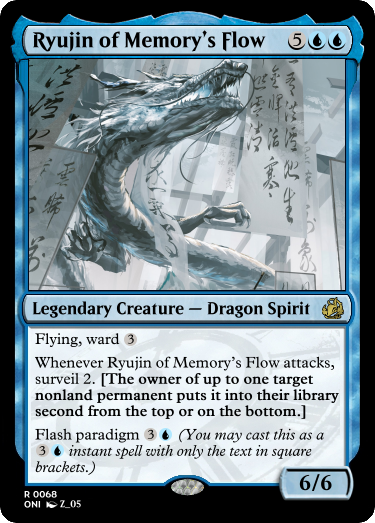 Ryujin of Memory's Flow 5UU
Legendary Creature — Dragon Spirit
Flying, ward 3
Whenever Ryujin of Memory's Flow attacks,
surveil 2. [The owner of up to one target
nonland permanent puts it into their library
second from the top or on the bottom.]
Flash paradigm 3U (You may cast this as a
3U instant spell with only the text in square
brackets.)
6/6
R 0068
ONI Z_05